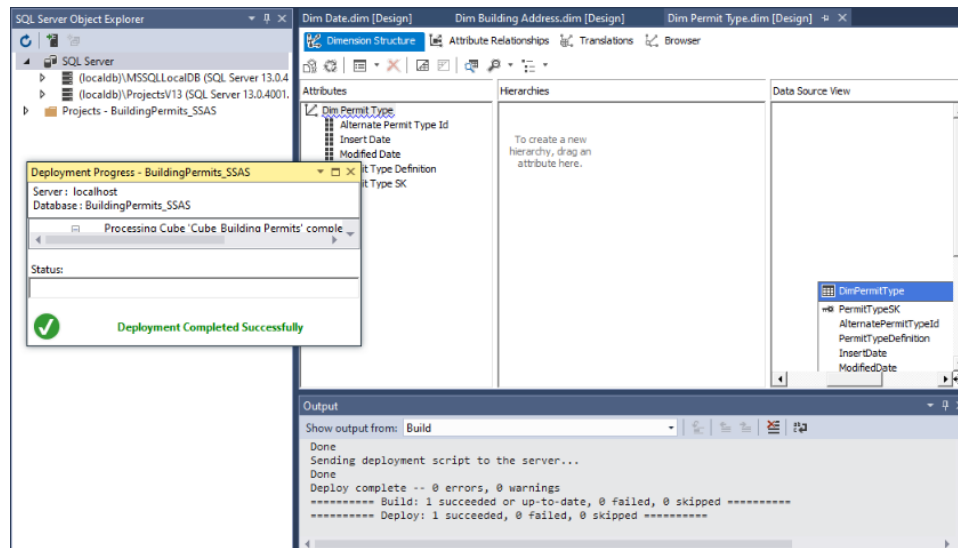 SQL Server Object Explorer
SQL Server
(localdb)\MSSQLLocalDB (SQL Server 13.0.4
(localdb)\ProjectsV13 (SQL Server 13.0.4001.
Projects - BuildingPermits_SSAS
Dim Date.dim [Design] Dim Building Address.dim [Design] Dim Permit Type.dim [Design]
Dimension Structure Attribute Relationships Translations Browser
Attributes Hierarchies Data Source View
Dim Permit Type
Alternate Permit Type Id
Insert Date
Modified Date
it Type Definition
it Type SK
To create a new
hierarchy, drag an
attribute here.
DimPermitType
PermitTypeSK
AlternatePermitTypeId
PermitTypeDefinition
InsertDate
ModifiedDate
Deployment Progress - BuildingPermits_SSAS
Server : localhost
Database : BuildingPermits_SSAS
Processing Cube 'Cube Building Permits' comple
Status:
Deployment Completed Successfully
Output
Show output from: Build
Done
Sending deployment script to the server...
Done
Deploy complete -- 0 errors, 0 warnings
========== Build: 1 succeeded or up-to-date, 0 failed, 0 skipped ==========
========== Deploy: 1 succeeded, 0 failed, 0 skipped ==========